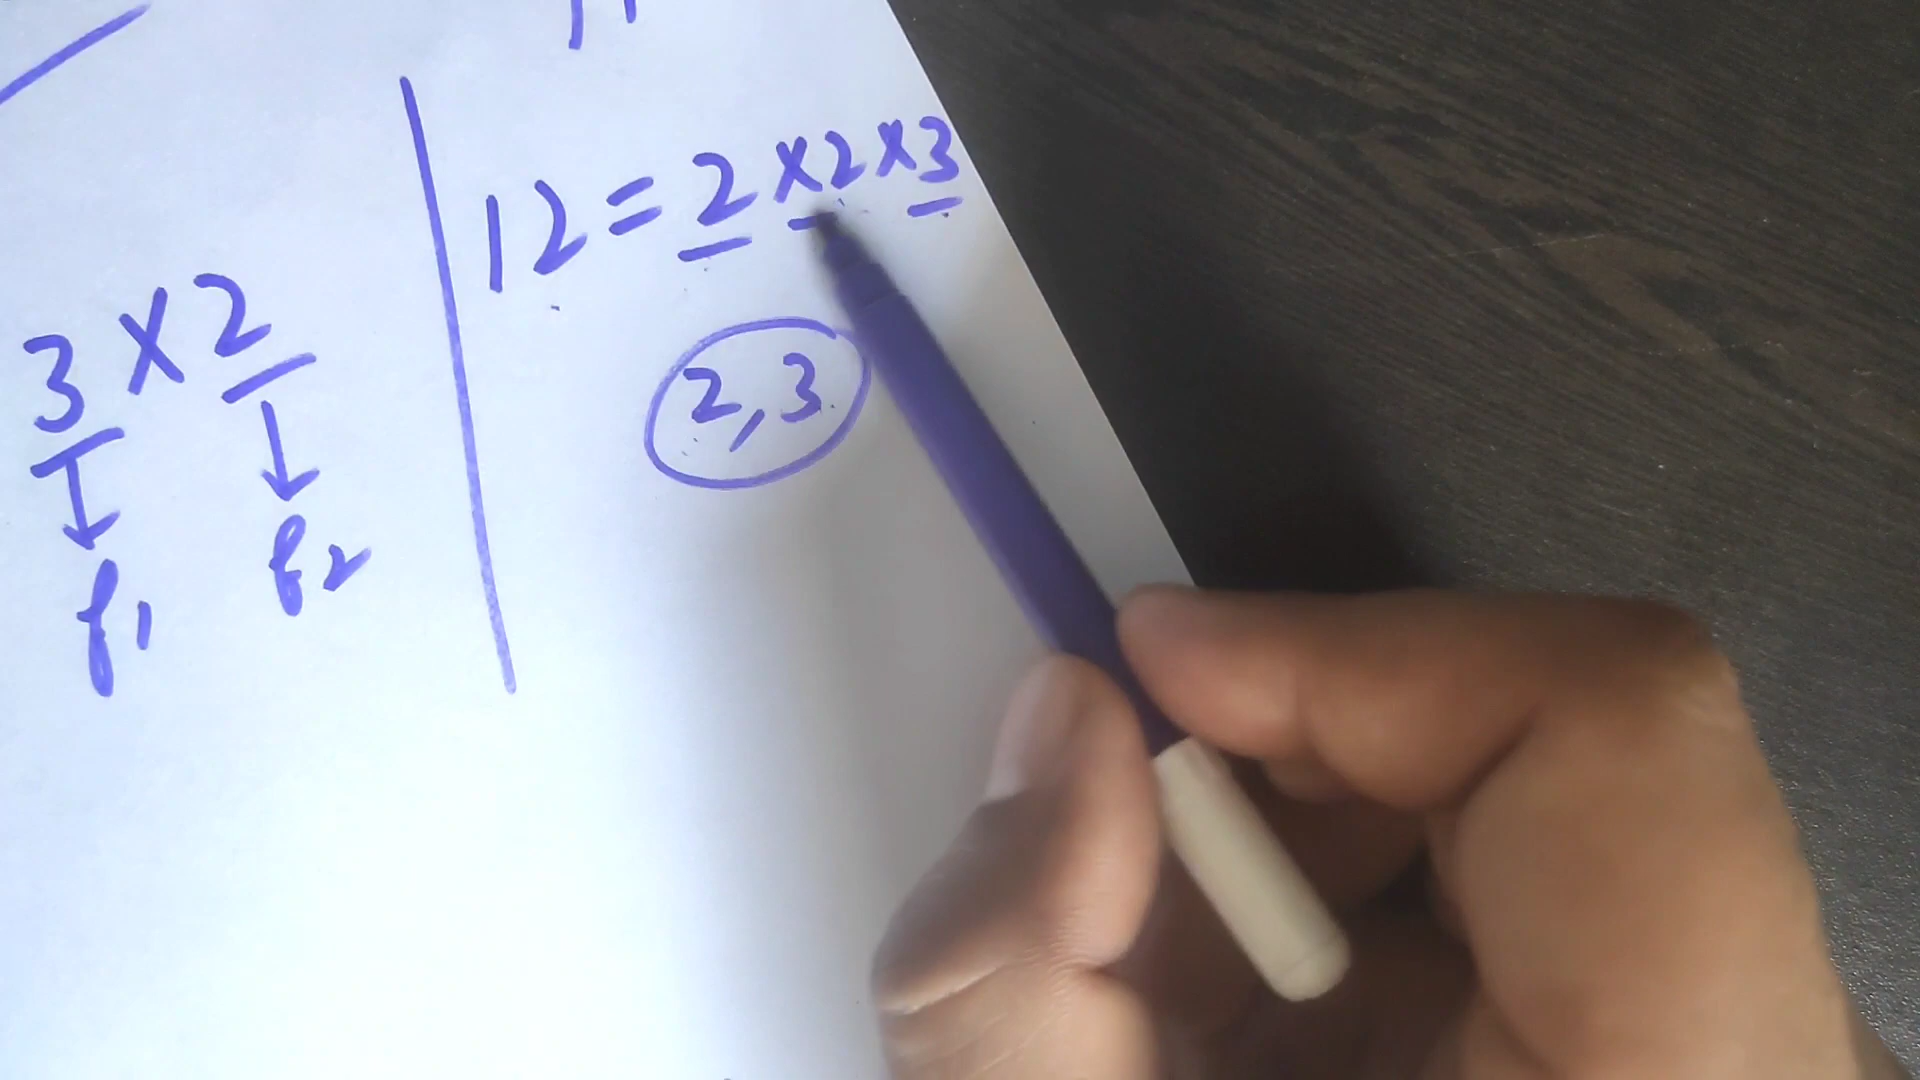 3 × 2
f1 f2
12 = 2 × 2 × 3
2, 3